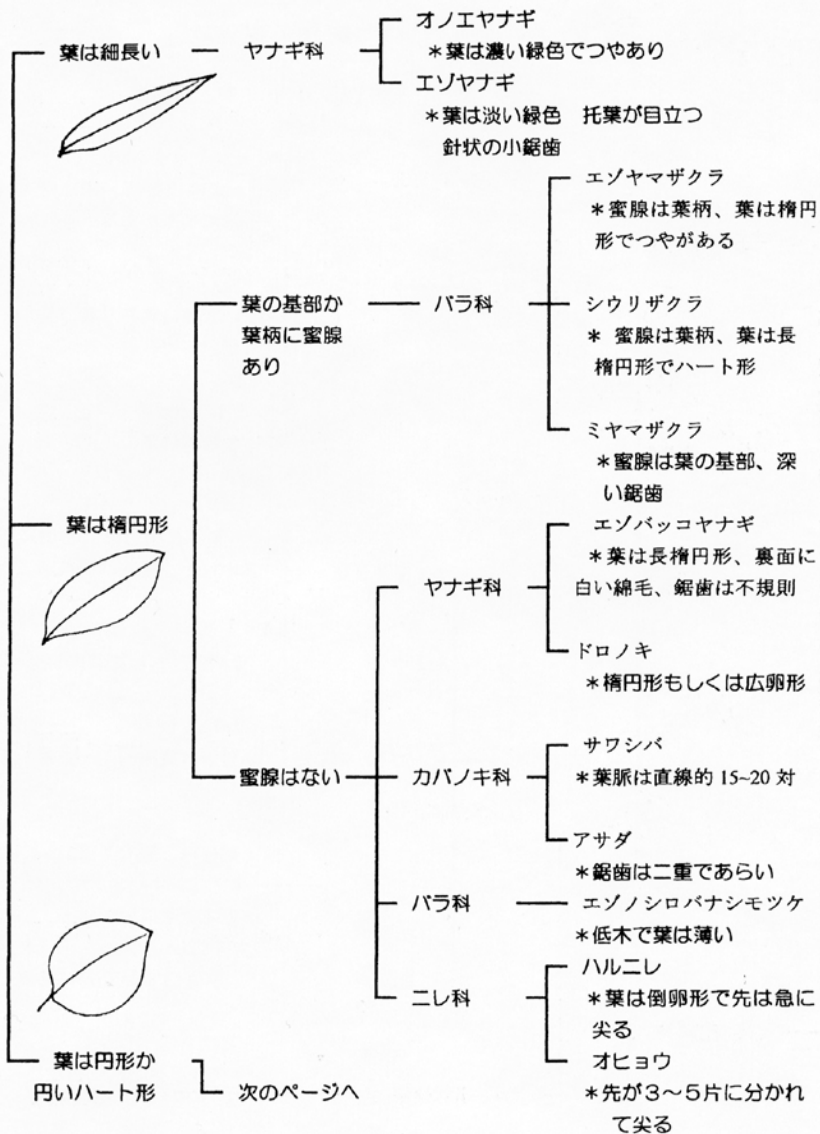 オノエヤナギ
葉は細長い
ヤナギ科
＊葉は濃い緑色でつやあり
エゾヤナギ
＊葉は淡い緑色　托葉が目立つ
針状の小鋸歯
エゾヤマザクラ
＊蜜腺は葉柄、葉は楕円
形でつやがある
葉の基部か
葉柄に蜜腺
あり
バラ科
シウリザクラ
＊ 蜜腺は葉柄、葉は長
楕円形でハート形
ミヤマザクラ
＊蜜腺は葉の基部、深
い鋸歯
葉は楕円形
エゾバッコヤナギ
＊葉は長楕円形、裏面に
白い綿毛、鋸歯は不規則
ヤナギ科
ドロノキ
＊楕円形もしくは広卵形
サワシバ
蜜腺はない
カバノキ科
＊葉脈は直線的 15~20 対
アサダ
＊鋸歯は二重であらい
バラ科
エゾノシロバナシモツケ
＊低木で葉は薄い
ハルニレ
ニレ科
＊葉は倒卵形で先は急に
尖る
オヒョウ
＊先が３～５片に分かれ
て尖る
葉は円形か
円いハート形
次のページへ